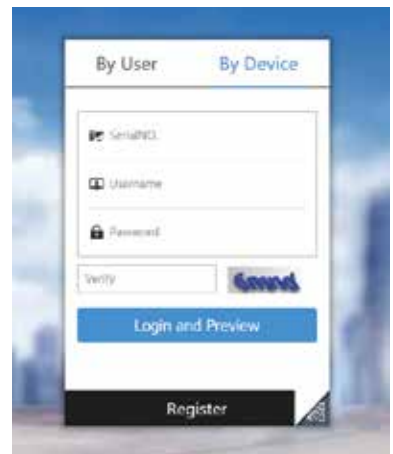 By User By Device
SerialNO.
Username
Password
Verify
Login and Preview
Register